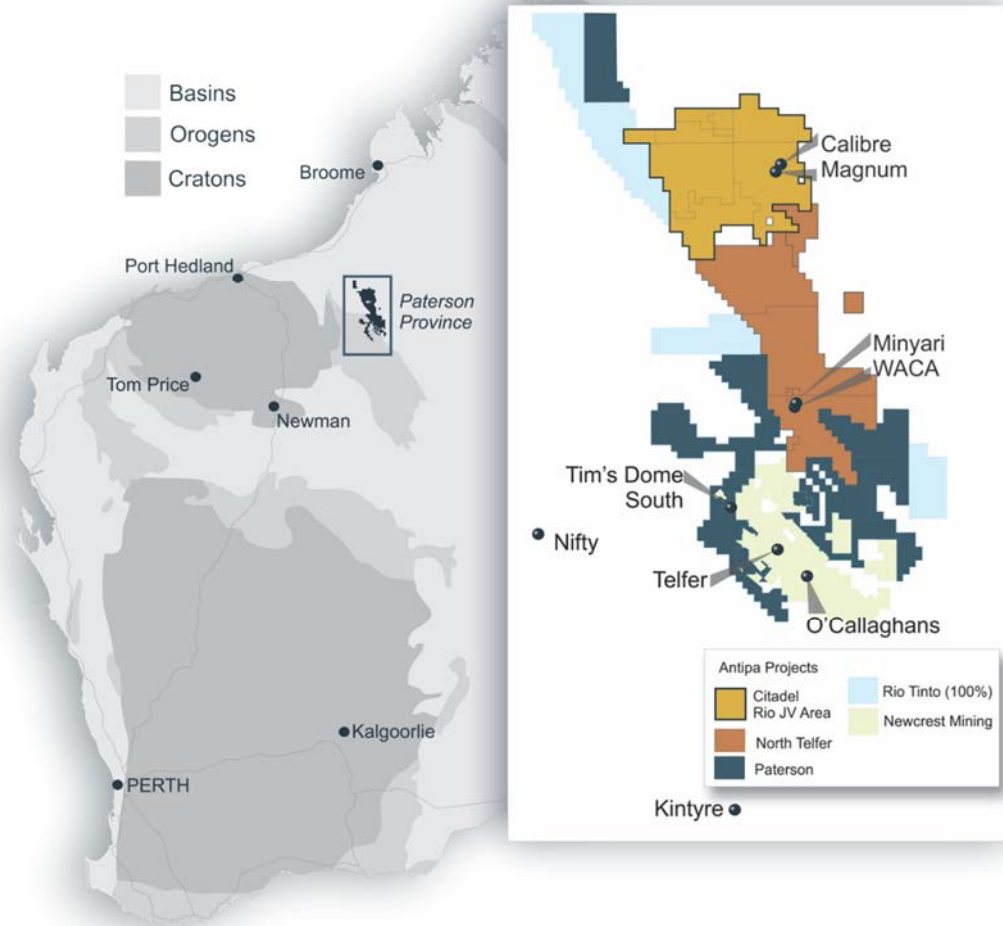 Basins
Orogens
Cratons
Broome
Port Hedland
Paterson
Province
Tom Price
Newman
Kalgoorlie
PERTH
Calibre
Magnum
Minyari
WACA
Tim's Dome
South
Nifty
Telfer
O'Callaghans
Antipa Projects
Citadel
Rio JV Area
North Telfer
Paterson
Rio Tinto (100%)
Newcrest Mining
Kintyre